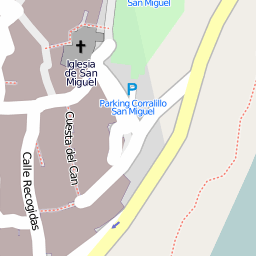 San Miguel
Iglesia
de San
Miguel
P
Parking Corralillo
San Miguel
Cuesta del Can
Calle Recogidas